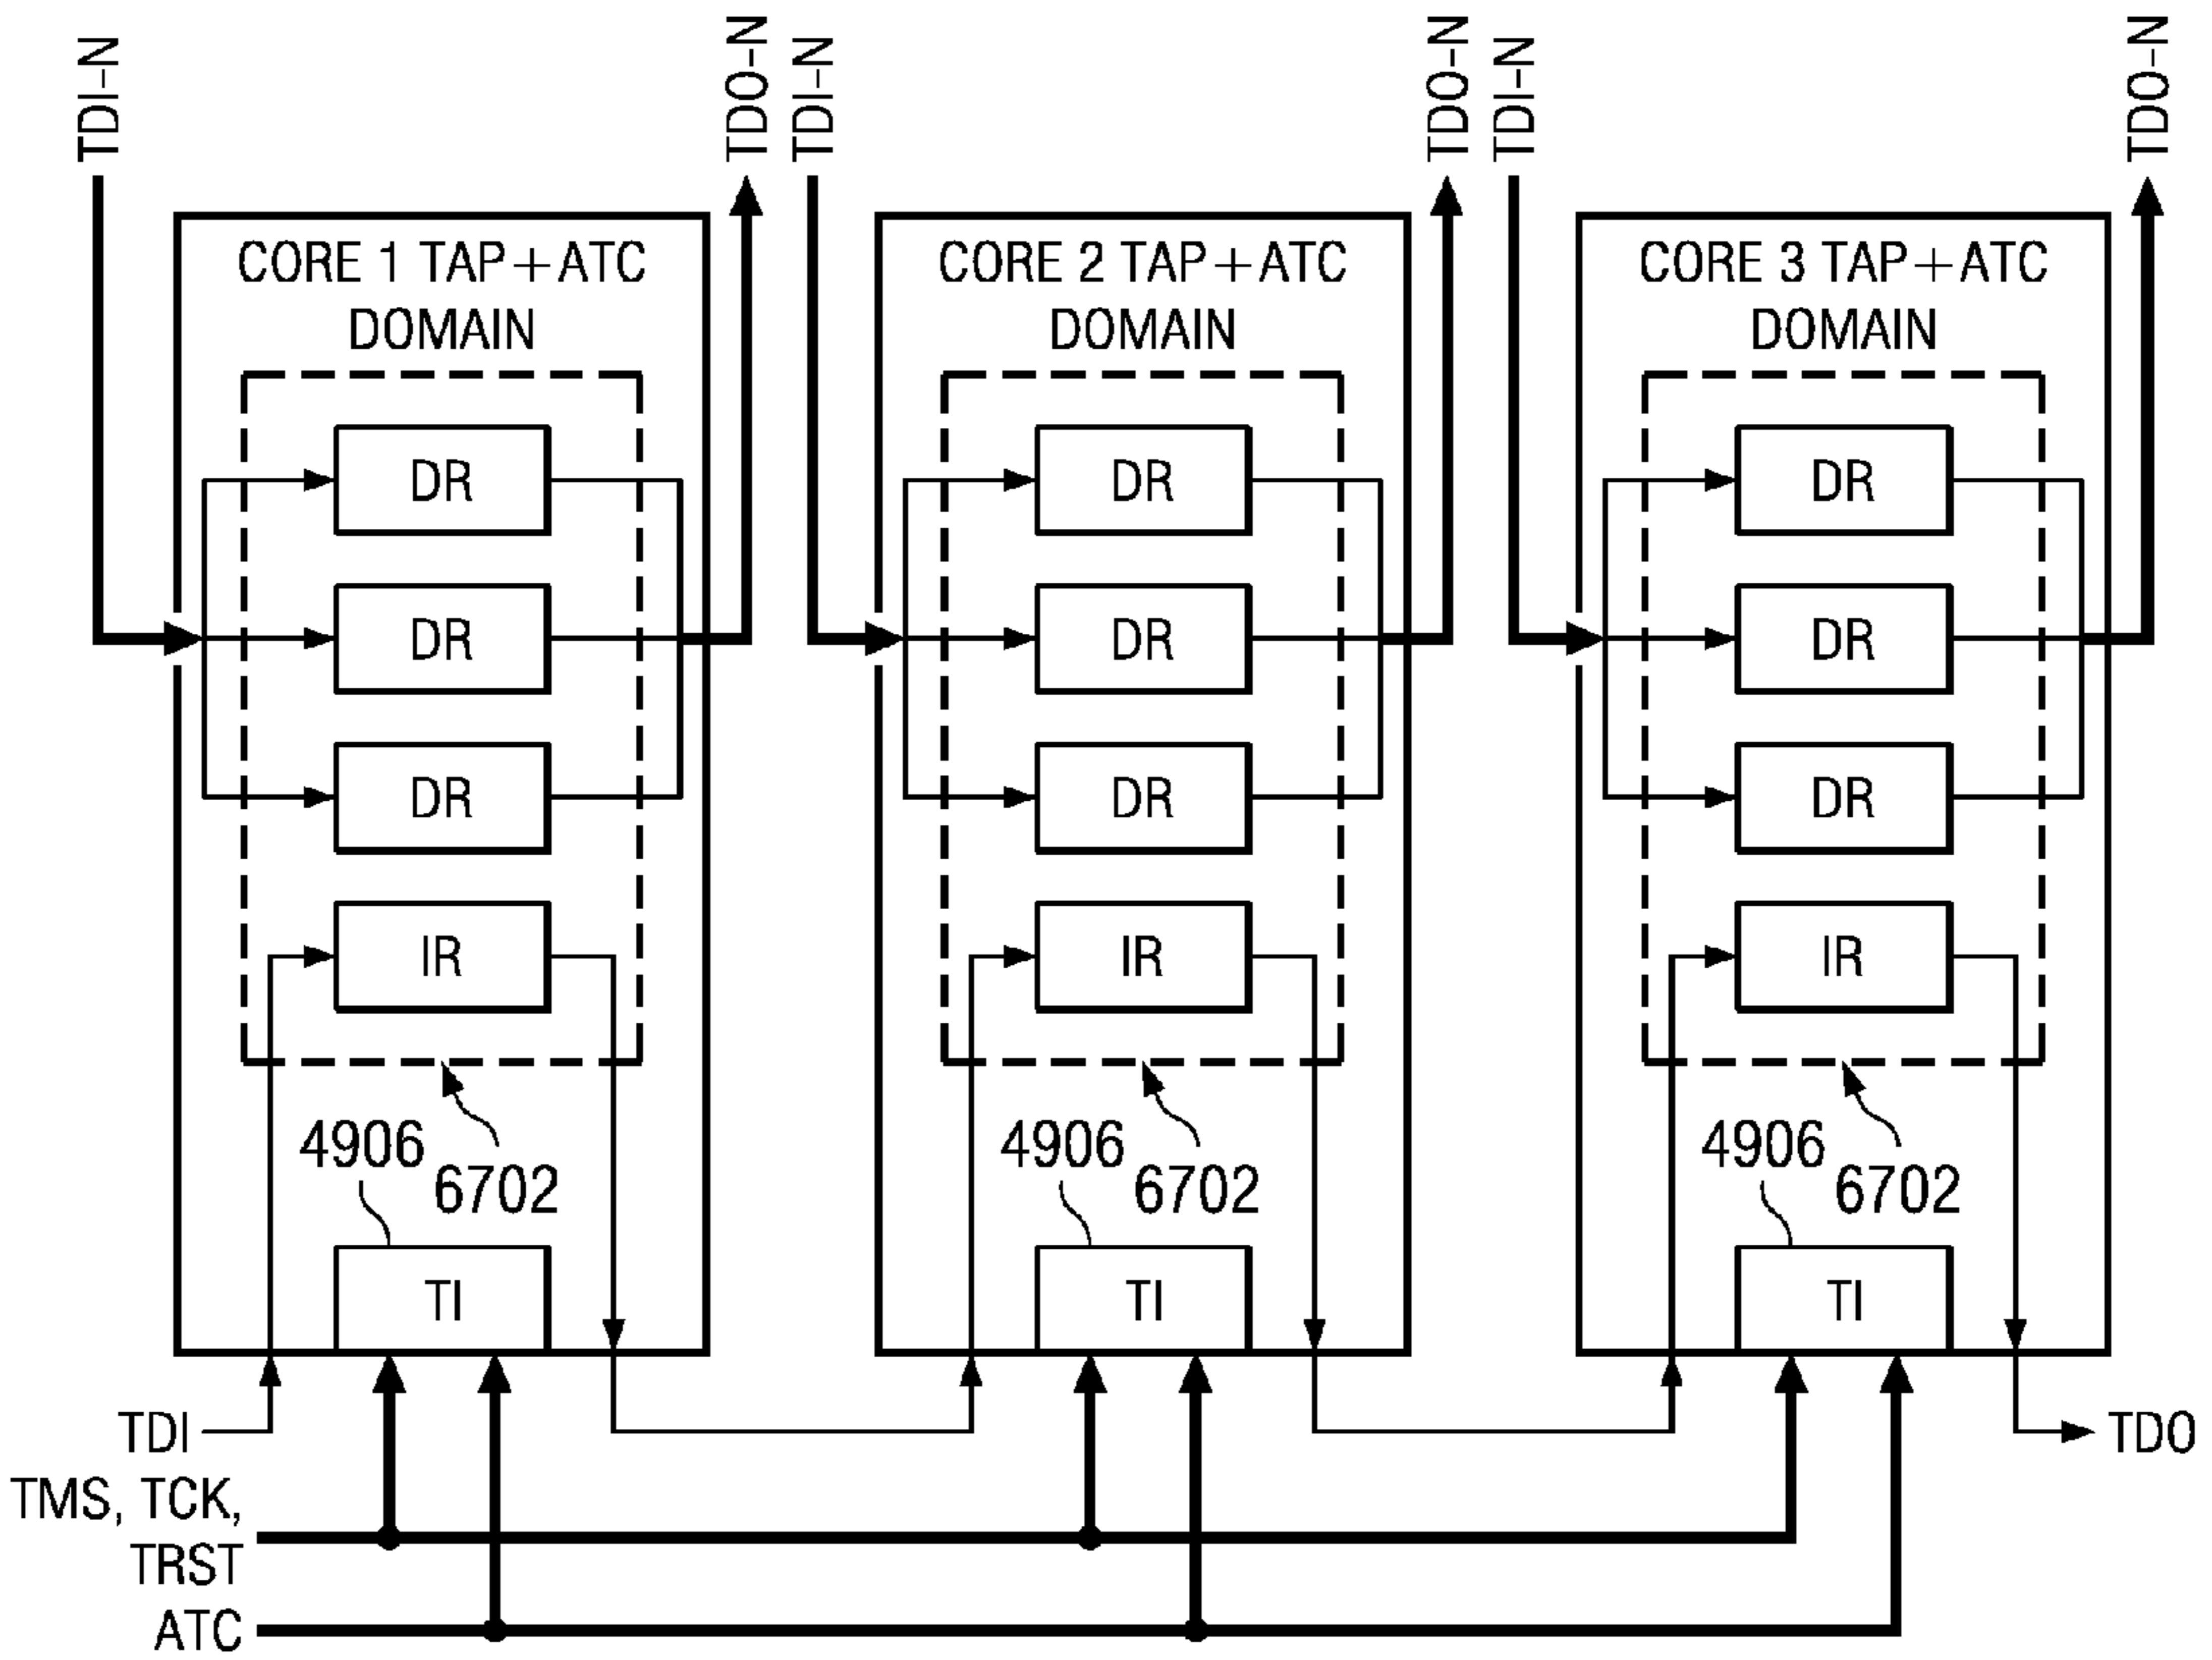 TDI-N
TDO-N
TDI-N
TDO-N
TDI-N
TDO-N
CORE 1 TAP+ATC
DOMAIN
DR
DR
DR
IR
4906
6702
TI
CORE 2 TAP+ATC
DOMAIN
DR
DR
DR
IR
4906
6702
TI
CORE 3 TAP+ATC
DOMAIN
DR
DR
DR
IR
4906
6702
TI
TDI
TDO
TMS, TCK,
TRST
ATC